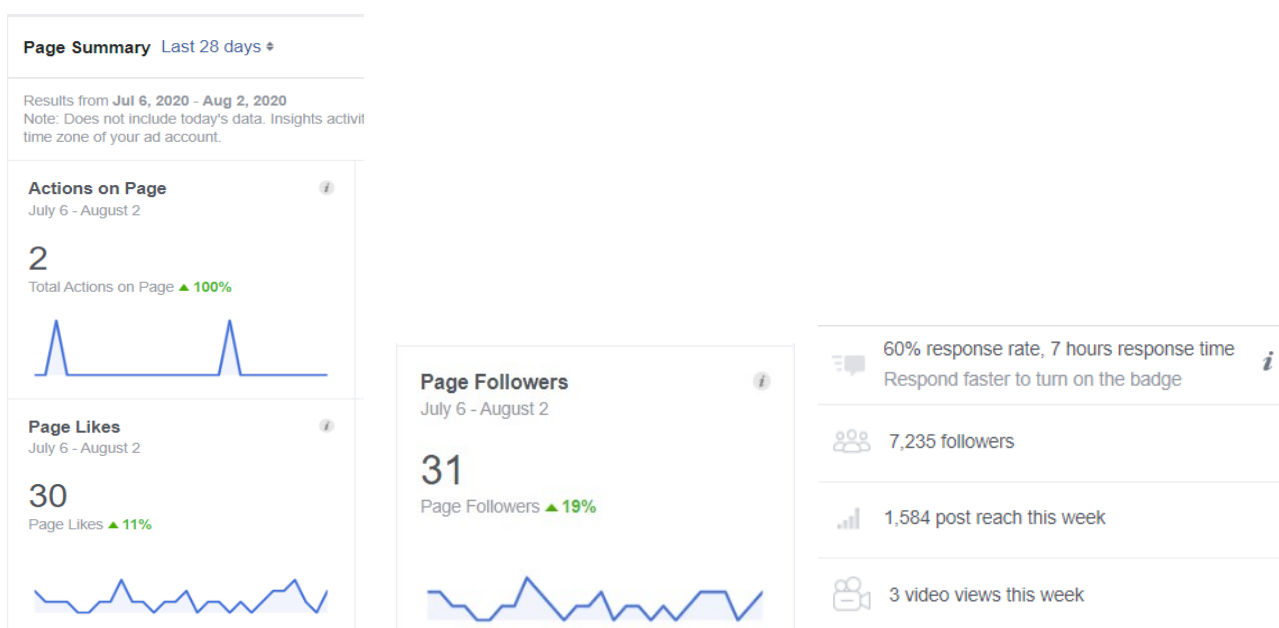 Page Summary Last 28 days
Results from Jul 6, 2020 - Aug 2, 2020
Note: Does not include today's data. Insights activit
time zone of your ad account.
Actions on Page
July 6 - August 2
2
Total Actions on Page 100%
Page Likes
July 6 - August 2
30
Page Likes 11%
Page Followers
July 6 - August 2
31
Page Followers 19%
60% response rate, 7 hours response time
Respond faster to turn on the badge
7,235 followers
1,584 post reach this week
3 video views this week